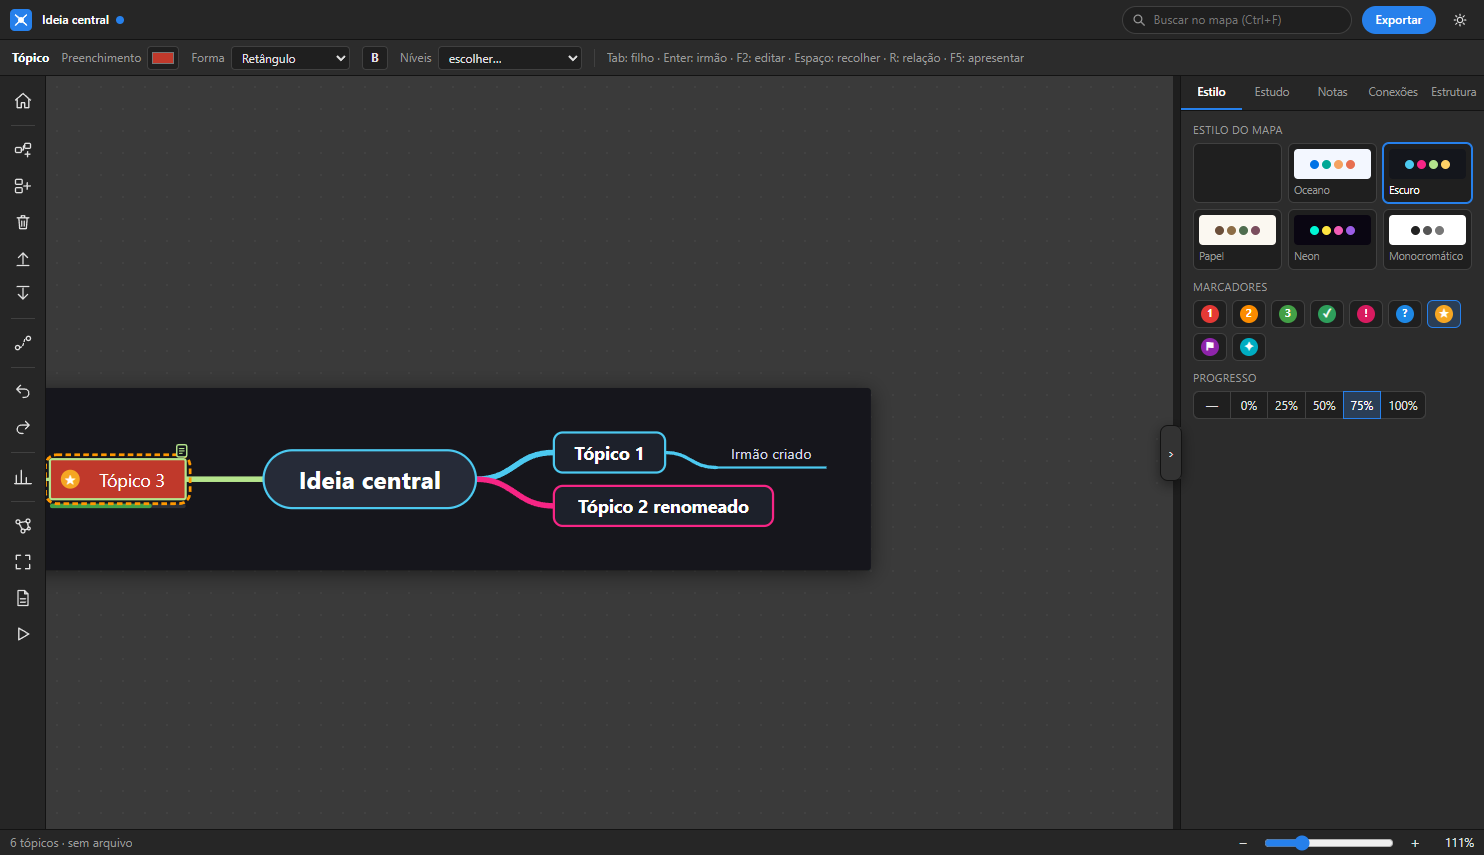 Ideia central
Buscar no mapa (Ctrl+F)
Exportar
Tópico
Preenchimento
Forma
Retângulo
B
Níveis
escolher...
Tab: filho · Enter: irmão · F2: editar · Espaço: recolher · R: relação · F5: apresentar
Estilo
Estudo
Notas
Conexões
Estrutura
ESTILO DO MAPA
Oceano
Escuro
Papel
Neon
Monocromático
MARCADORES
1
2
3
!
?
PROGRESSO
—
0%
25%
50%
75%
100%
Tópico 3
Ideia central
Tópico 1
Irmão criado
Tópico 2 renomeado
6 tópicos · sem arquivo
111%